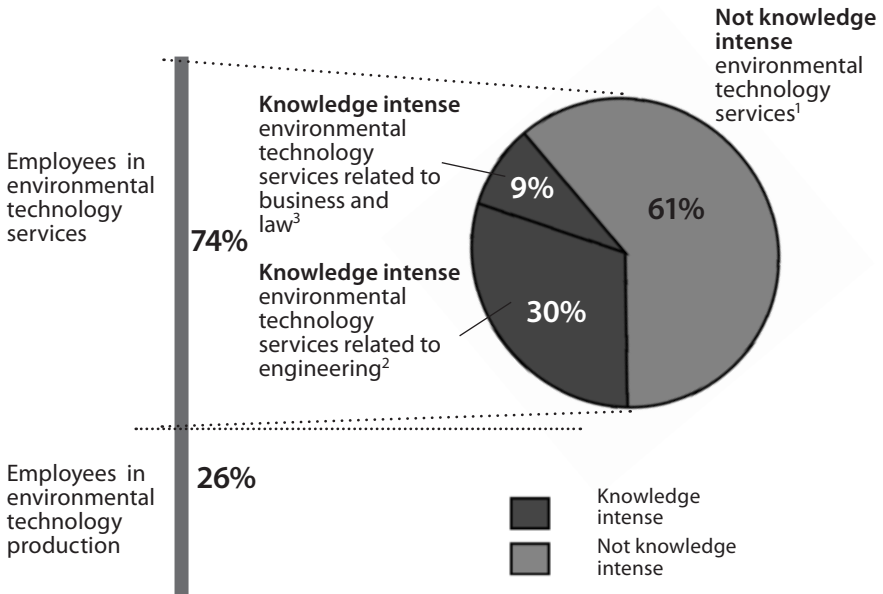 Not knowledge
intense
environmental
technology
services1
Knowledge intense
environmental
technology
services related to
business and
law3
9%
61%
Employees in
environmental
technology
services
74%
Knowledge intense
environmental
technology
services related to
engineering2
30%
Employees in
environmental
technology
production
26%
Knowledge
intense
Not knowledge
intense